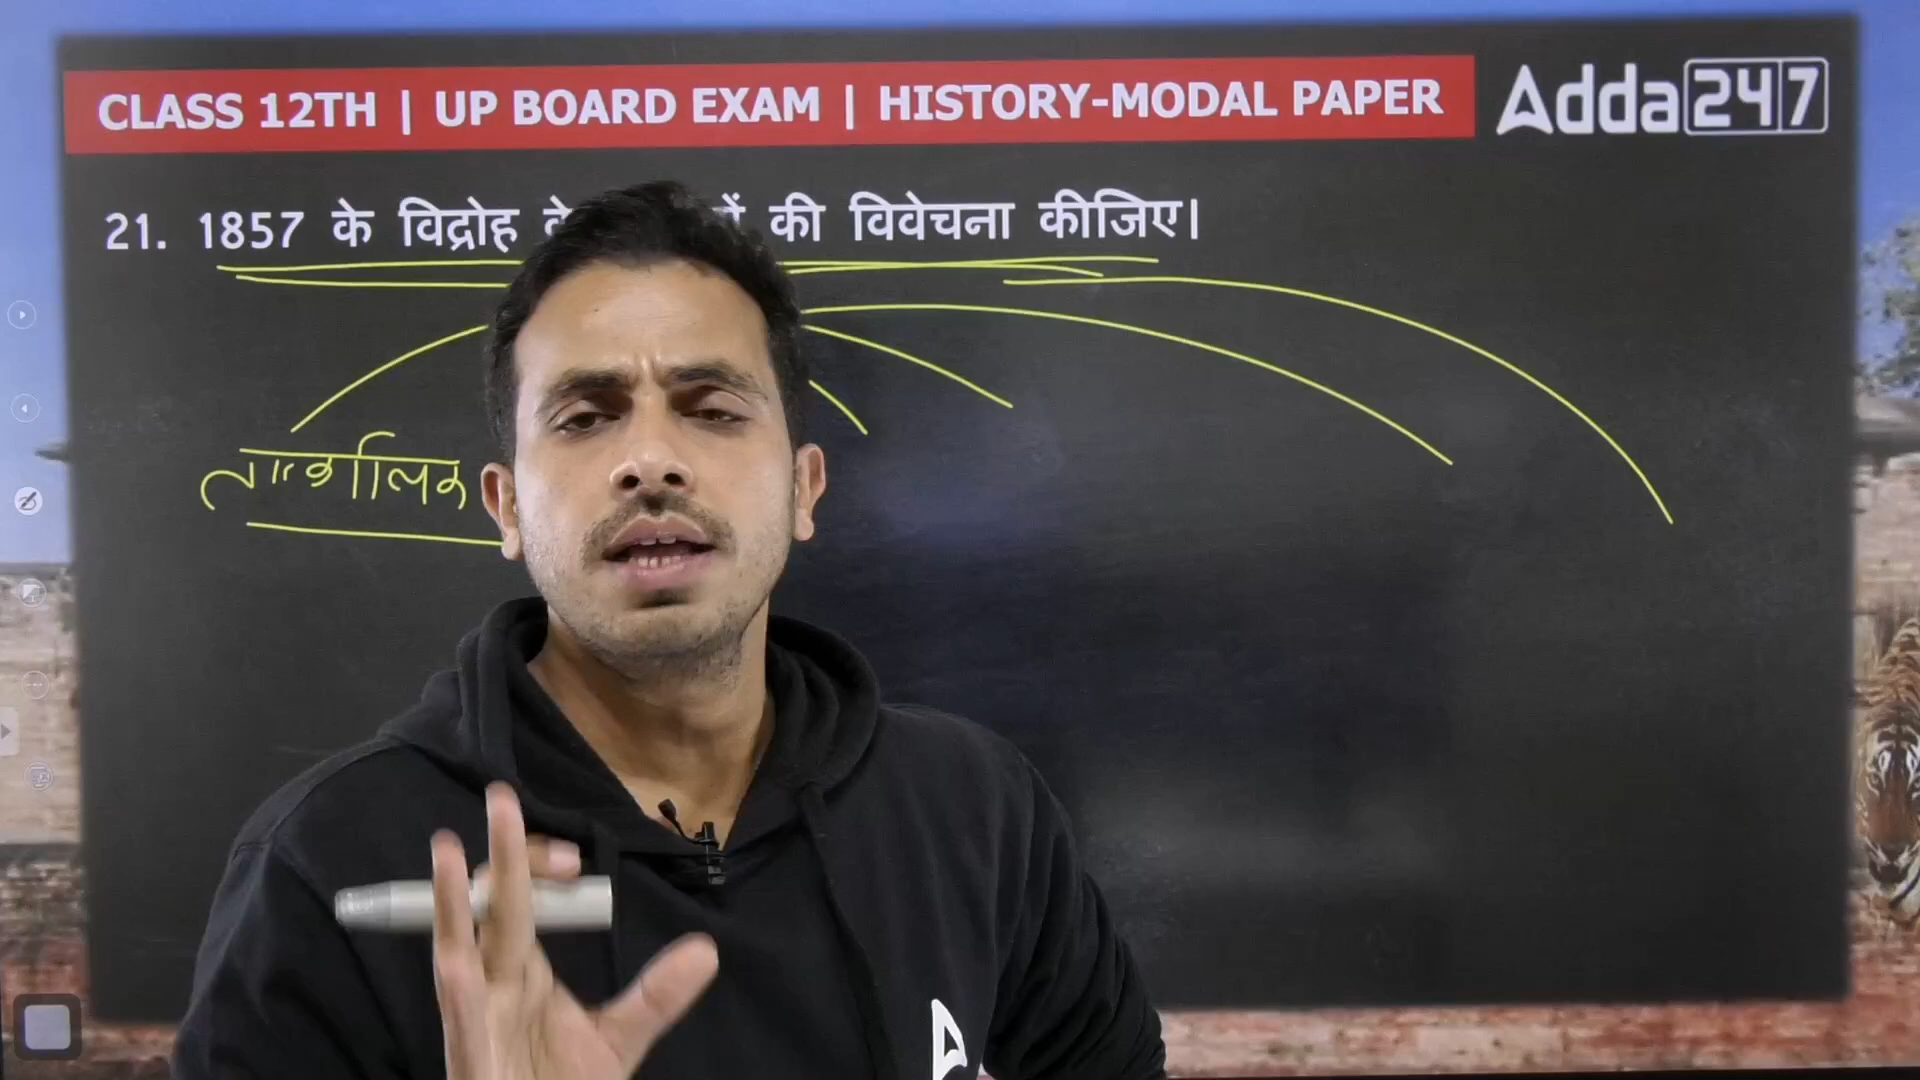 CLASS 12TH | UP BOARD EXAM | HISTORY-MODAL PAPER
Adda247
21. 1857 के विद्रोह की विवेचना कीजिए।
तात्कालिक